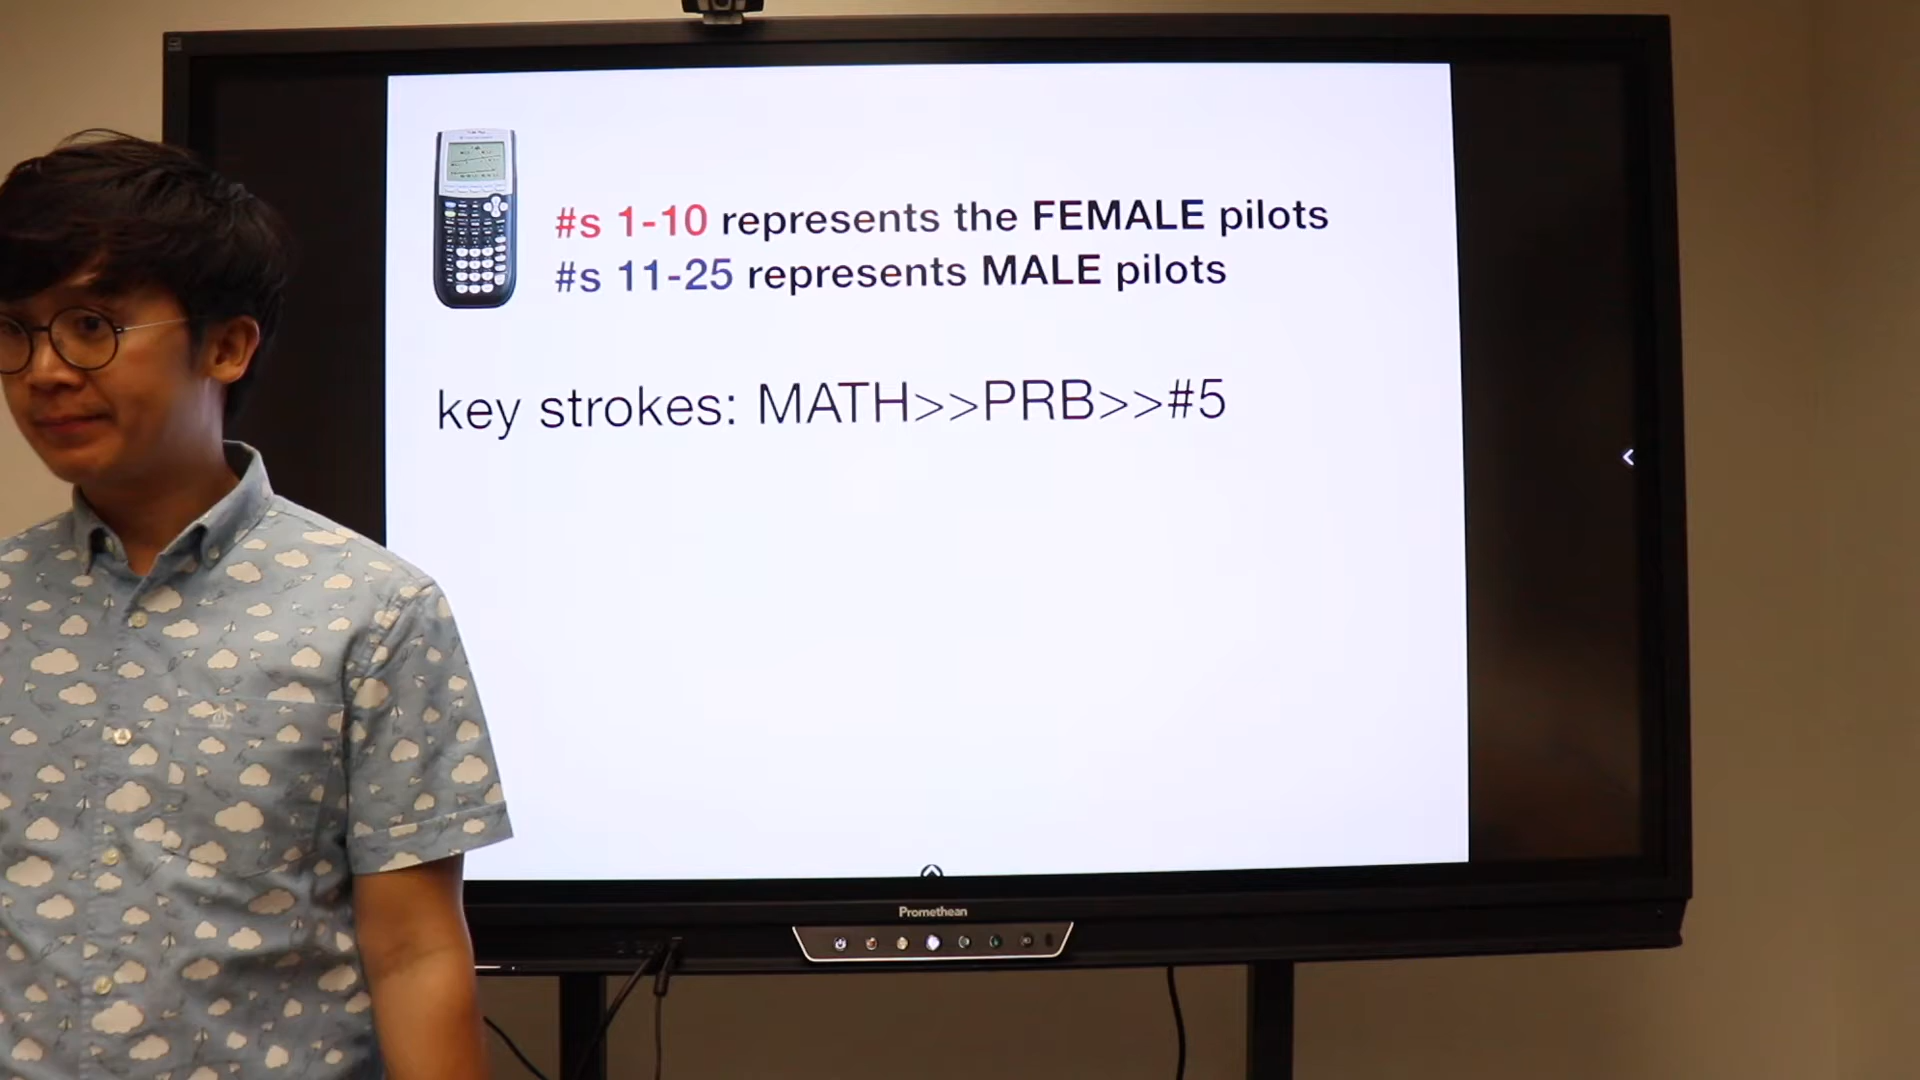 #s 1-10 represents the FEMALE pilots
#s 11-25 represents MALE pilots
key strokes: MATH>>PRB>>#5
Promethean